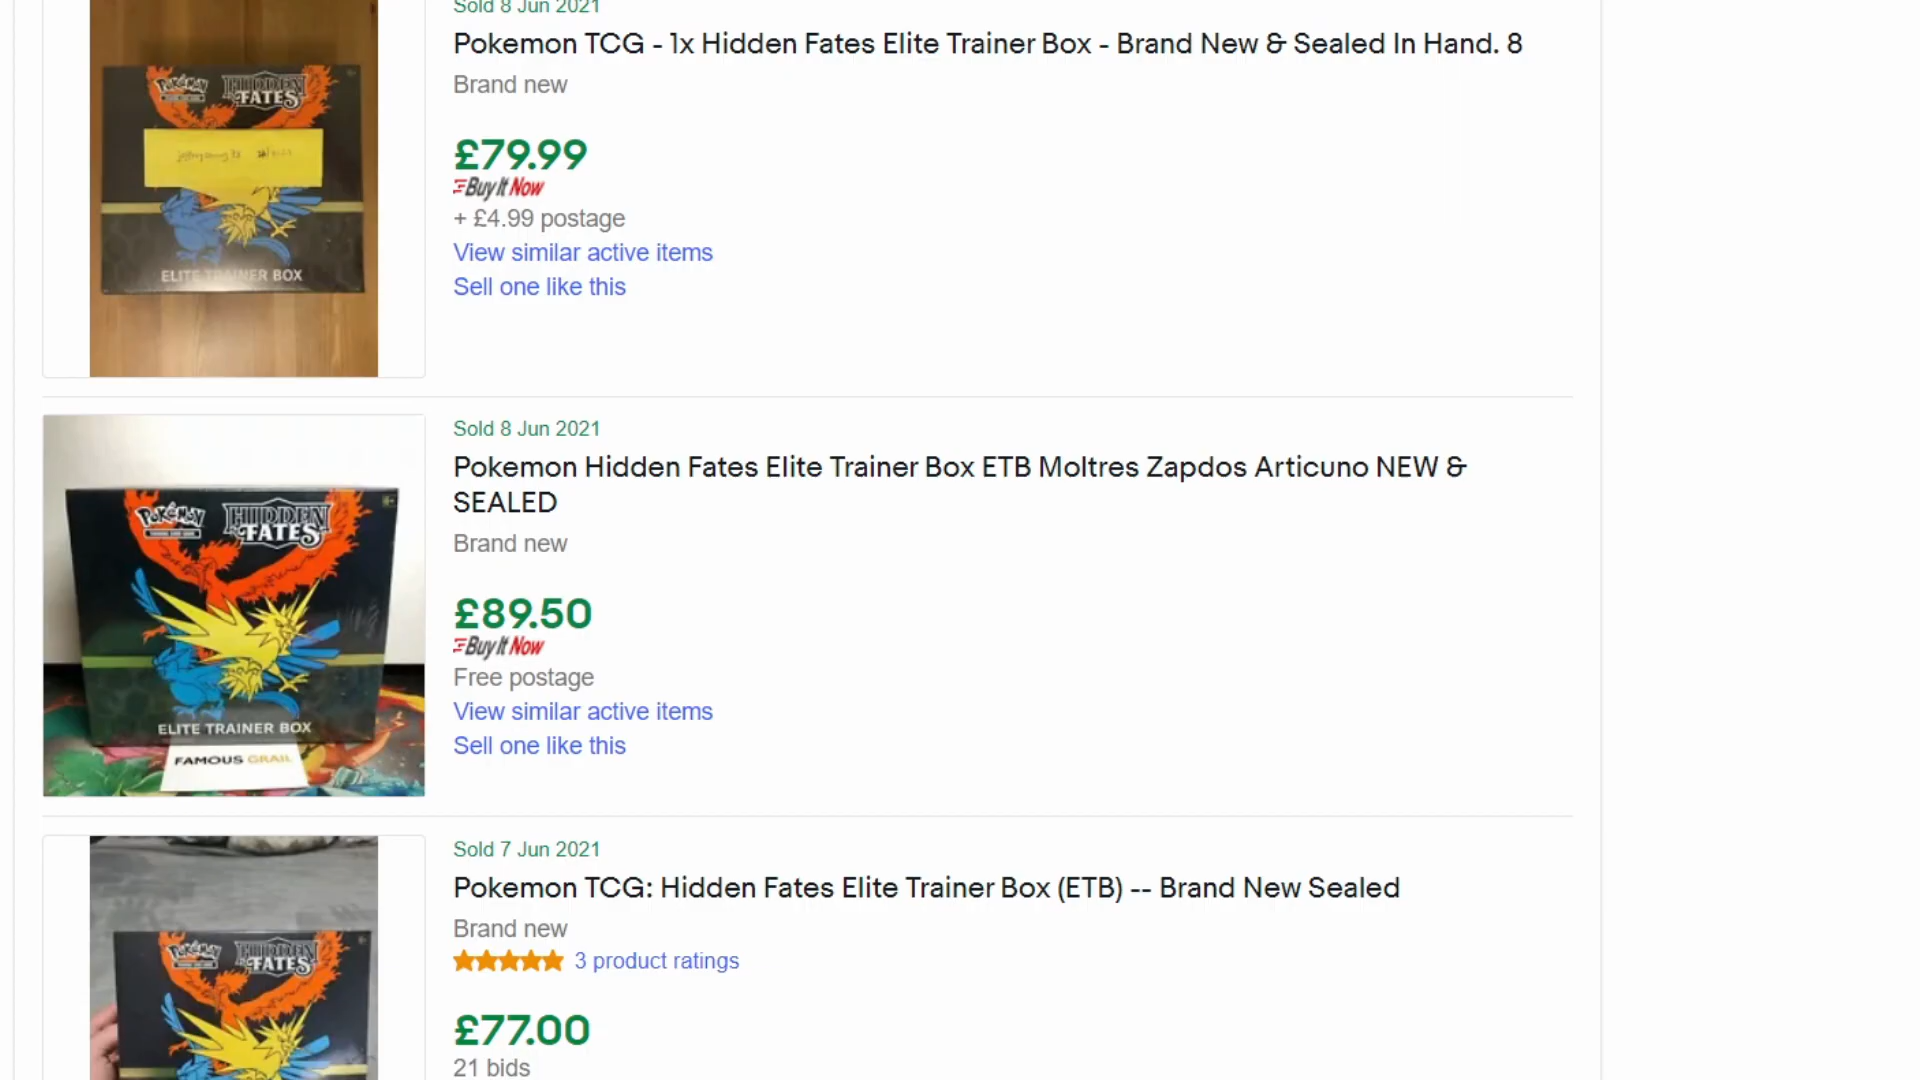 Sold 8 Jun 2021
Pokemon TCG - 1x Hidden Fates Elite Trainer Box - Brand New & Sealed In Hand. 8
Brand new
£79.99
Buy It Now
+ £4.99 postage
View similar active items
Sell one like this
POKÉMON
HIDDEN
FATES
ELITE TRAINER BOX
Sold 8 Jun 2021
Pokemon Hidden Fates Elite Trainer Box ETB Moltres Zapdos Articuno NEW &
SEALED
Brand new
£89.50
Buy It Now
Free postage
View similar active items
Sell one like this
POKÉMON
HIDDEN
FATES
ELITE TRAINER BOX
FAMOUS GRAIL
Sold 7 Jun 2021
Pokemon TCG: Hidden Fates Elite Trainer Box (ETB) -- Brand New Sealed
Brand new
3 product ratings
£77.00
21 bids
POKÉMON
HIDDEN
FATES